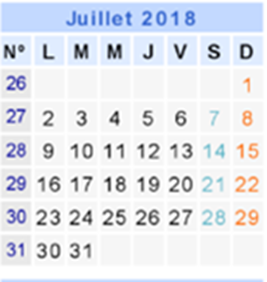 Juillet 2018
Nº L M M J V S D
26 1
27 2 3 4 5 6 7 8
28 9 10 11 12 13 14 15
29 16 17 18 19 20 21 22
30 23 24 25 26 27 28 29
31 30 31